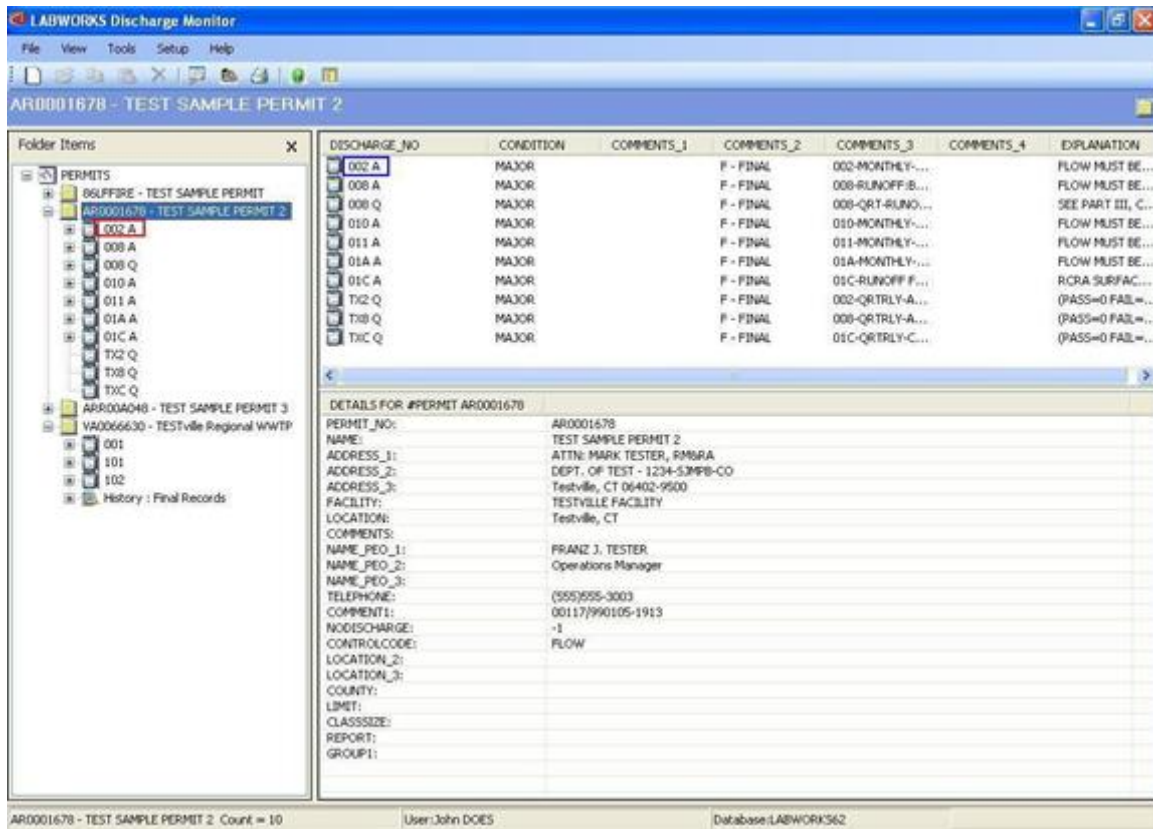 LABWORKS Discharge Monitor
File View Tools Setup Help
AR0001678 - TEST SAMPLE PERMIT 2
Folder Items X
PERMITS
86LFFIRE - TEST SAMPLE PERMIT
AR0001678 - TEST SAMPLE PERMIT 2
002 A
008 A
008 Q
010 A
011 A
01A A
01C A
TX2 Q
TX8 Q
TXC Q
ARR00A048 - TEST SAMPLE PERMIT 3
VA0066630 - TESTville Regional WWTP
001
101
102
History : Final Records
DISCHARGE_NO CONDITION COMMENTS_1 COMMENTS_2 COMMENTS_3 COMMENTS_4 EXPLANATION
002 A MAJOR F - FINAL 002-MONTHLY-... FLOW MUST BE...
008 A MAJOR F - FINAL 008-RUNOFF:B... FLOW MUST BE...
008 Q MAJOR F - FINAL 008-QRT-RUNO... SEE PART III, C...
010 A MAJOR F - FINAL 010-MONTHLY-... FLOW MUST BE...
011 A MAJOR F - FINAL 011-MONTHLY-... FLOW MUST BE...
01A A MAJOR F - FINAL 01A-MONTHLY-... FLOW MUST BE...
01C A MAJOR F - FINAL 01C-RUNOFF F... RCRA SURFAC...
TX2 Q MAJOR F - FINAL 002-QRTRLY-A... (PASS=0 FAIL=...
TX8 Q MAJOR F - FINAL 008-QRTRLY-A... (PASS=0 FAIL=...
TXC Q MAJOR F - FINAL 01C-QRTRLY-C... (PASS=0 FAIL=...
DETAILS FOR #PERMIT AR0001678
PERMIT_NO: AR0001678
NAME: TEST SAMPLE PERMIT 2
ADDRESS_1: ATTN: MARK TESTER, RM6RA
ADDRESS_2: DEPT. OF TEST - 1234-SJMPB-CO
ADDRESS_3: Testville, CT 06402-9500
FACILITY: TESTVILLE FACILITY
LOCATION: Testville, CT
COMMENTS:
NAME_PEO_1: FRANZ J. TESTER
NAME_PEO_2: Operations Manager
NAME_PEO_3:
TELEPHONE: (555)555-3003
COMMENT1: 00117/990105-1913
NODISCHARGE: -1
CONTROLCODE: FLOW
LOCATION_2:
LOCATION_3:
COUNTY:
LIMIT:
CLASSSIZE:
REPORT:
GROUP1:
AR0001678 - TEST SAMPLE PERMIT 2 Count = 10 User:John DOES Database:LABWORKS62